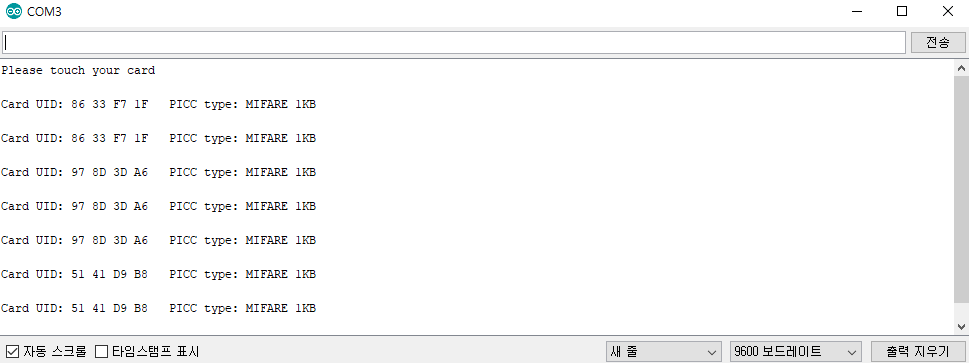 COM3
전송
Please touch your card
Card UID: 86 33 F7 1F   PICC type: MIFARE 1KB
Card UID: 86 33 F7 1F   PICC type: MIFARE 1KB
Card UID: 97 8D 3D A6   PICC type: MIFARE 1KB
Card UID: 97 8D 3D A6   PICC type: MIFARE 1KB
Card UID: 97 8D 3D A6   PICC type: MIFARE 1KB
Card UID: 51 41 D9 B8   PICC type: MIFARE 1KB
Card UID: 51 41 D9 B8   PICC type: MIFARE 1KB
자동 스크롤 타임스탬프 표시 새 줄 9600 보드레이트 출력 지우기